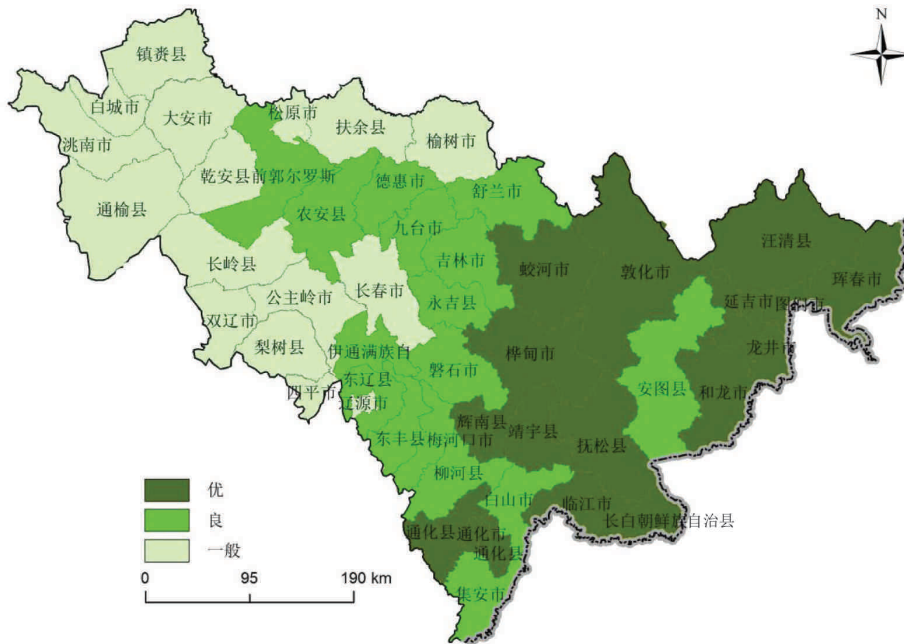 N
镇赉县
白城市
大安市
松原市
扶余县
榆树市
洮南市
乾安县
前郭尔罗斯
德惠市
舒兰市
通榆县
农安县
九台市
汪清县
长岭县
吉林市
蛟河市
敦化市
珲春市
公主岭市
长春市
永吉县
延吉市
图们市
双辽市
梨树县
伊通满族自
磐石市
桦甸市
龙井市
四平市
东辽县
辽源市
安图县
和龙市
东丰县
梅河
口市
辉南县
靖宇县
抚松县
柳河县
白山市
临江市
长白朝鲜族自治县
通化县
通化市
通化县
集安市
优
良
一般
0
95
190 km